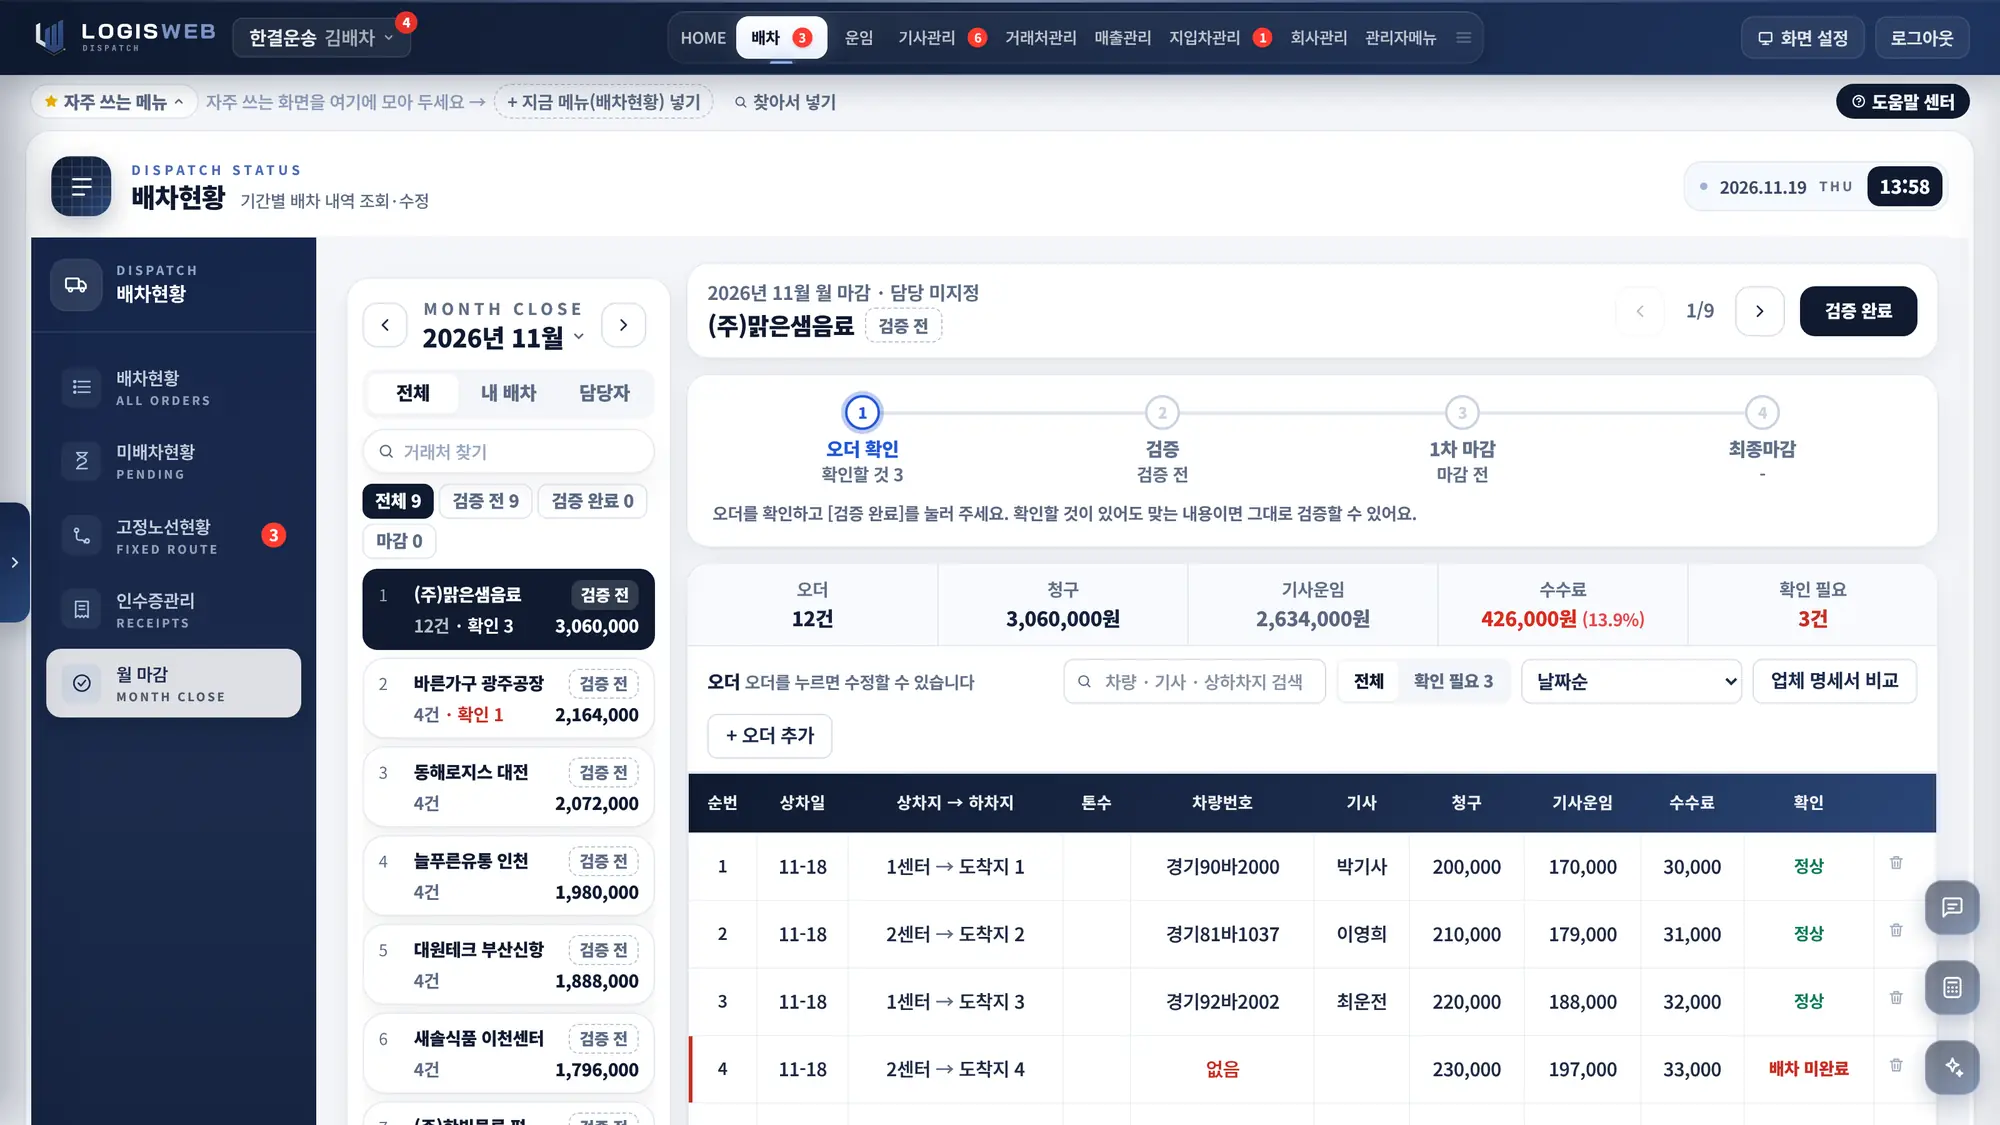 LOGISWEB
DISPATCH
한결운송 김배차
4
HOME
배차 3
운임
기사관리 6
거래처관리
매출관리
지입차관리 1
회사관리
관리자메뉴
화면 설정
로그아웃
자주 쓰는 메뉴
자주 쓰는 화면을 여기에 모아 두세요 →
+ 지금 메뉴(배차현황) 넣기
찾아서 넣기
도움말 센터
DISPATCH STATUS
배차현황 기간별 배차 내역 조회·수정
2026.11.19 THU 13:58
DISPATCH
배차현황
배차현황
ALL ORDERS
미배차현황
PENDING
고정노선현황
FIXED ROUTE
3
인수증관리
RECEIPTS
월 마감
MONTH CLOSE
MONTH CLOSE
2026년 11월
전체 내 배차 담당자
거래처 찾기
전체 9 검증 전 9 검증 완료 0
마감 0
1 (주)맑은샘음료 검증 전
12건 · 확인 3 3,060,000
2 바른가구 광주공장 검증 전
4건 · 확인 1 2,164,000
3 동해로지스 대전 검증 전
4건 2,072,000
4 늘푸른유통 인천 검증 전
4건 1,980,000
5 대원테크 부산신항 검증 전
4건 1,888,000
6 새솔식품 이천센터 검증 전
4건 1,796,000
2026년 11월 월 마감 · 담당 미지정
(주)맑은샘음료 검증 전
1/9
검증 완료
1 2 3 4
오더 확인 검증 1차 마감 최종마감
확인할 것 3 검증 전 마감 전 -
오더를 확인하고 [검증 완료]를 눌러 주세요. 확인할 것이 있어도 맞는 내용이면 그대로 검증할 수 있어요.
오더 청구 기사운임 수수료 확인 필요
12건 3,060,000원 2,634,000원 426,000원 (13.9%) 3건
오더 오더를 누르면 수정할 수 있습니다
차량 · 기사 · 상하차지 검색
전체 확인 필요 3
날짜순
업체 명세서 비교
+ 오더 추가
순번 상차일 상차지 → 하차지 톤수 차량번호 기사 청구 기사운임 수수료 확인
1 11-18 1센터 → 도착지 1 경기90바2000 박기사 200,000 170,000 30,000 정상
2 11-18 2센터 → 도착지 2 경기81바1037 이영희 210,000 179,000 31,000 정상
3 11-18 1센터 → 도착지 3 경기92바2002 최운전 220,000 188,000 32,000 정상
4 11-18 2센터 → 도착지 4 없음 230,000 197,000 33,000 배차 미완료